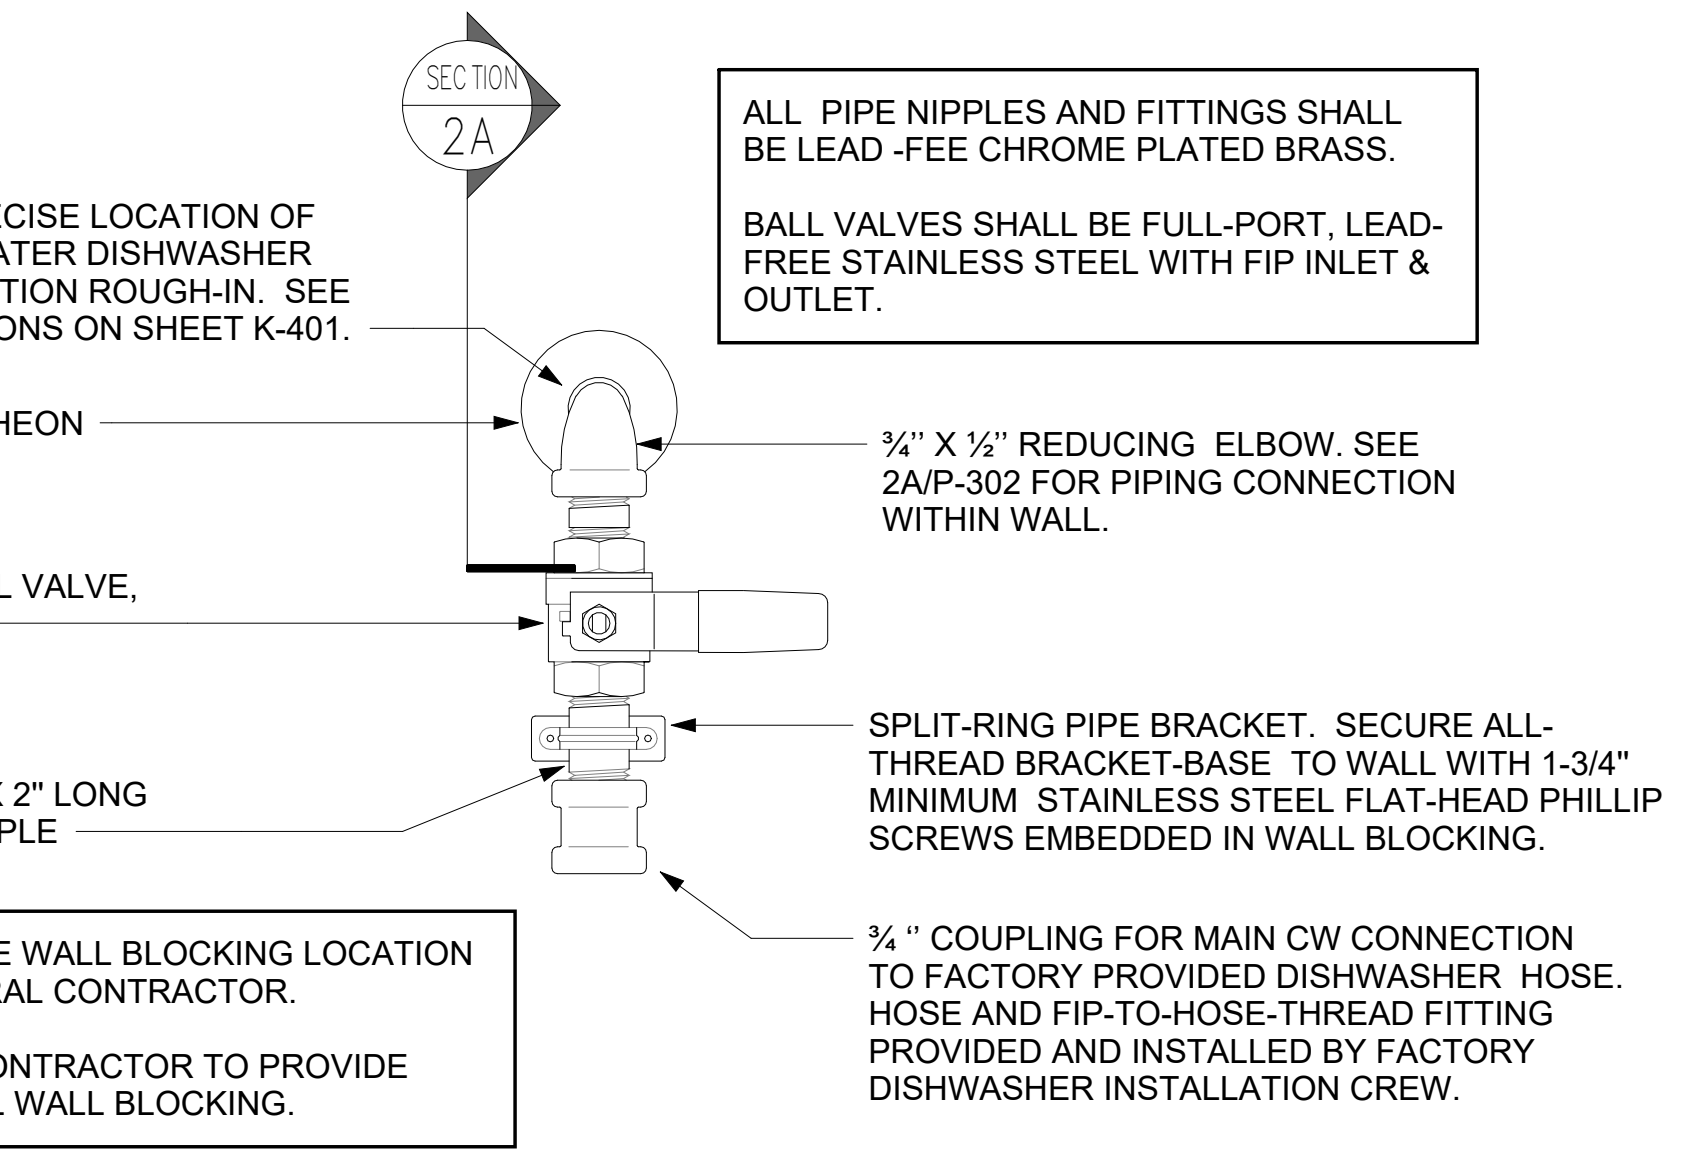 SECTION
2A
ALL PIPE NIPPLES AND FITTINGS SHALL
BE LEAD -FEE CHROME PLATED BRASS.
BALL VALVES SHALL BE FULL-PORT, LEAD-
FREE STAINLESS STEEL WITH FIP INLET &
OUTLET.
ECISE LOCATION OF
ATER DISHWASHER
TION ROUGH-IN. SEE
ONS ON SHEET K-401.
HEON
¾'' X ½'' REDUCING ELBOW. SEE
2A/P-302 FOR PIPING CONNECTION
WITHIN WALL.
L VALVE,
SPLIT-RING PIPE BRACKET. SECURE ALL-
THREAD BRACKET-BASE TO WALL WITH 1-3/4"
MINIMUM STAINLESS STEEL FLAT-HEAD PHILLIP
SCREWS EMBEDDED IN WALL BLOCKING.
X 2" LONG
PLE
E WALL BLOCKING LOCATION
RAL CONTRACTOR.
ONTRACTOR TO PROVIDE
L WALL BLOCKING.
¾ '' COUPLING FOR MAIN CW CONNECTION
TO FACTORY PROVIDED DISHWASHER HOSE.
HOSE AND FIP-TO-HOSE-THREAD FITTING
PROVIDED AND INSTALLED BY FACTORY
DISHWASHER INSTALLATION CREW.